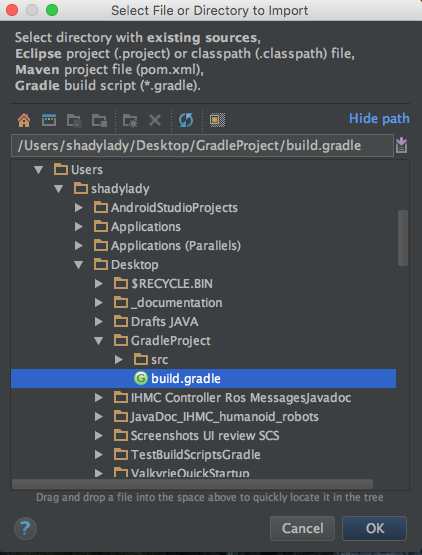 Select File or Directory to Import
Select directory with existing sources,
Eclipse project (.project) or classpath (.classpath) file,
Maven project file (pom.xml),
Gradle build script (*.gradle).
Hide path
/Users/shadylady/Desktop/GradleProject/build.gradle
Users
shadylady
AndroidStudioProjects
Applications
Applications (Parallels)
Desktop
$RECYCLE.BIN
_documentation
Drafts JAVA
GradleProject
src
G build.gradle
IHMC Controller Ros MessagesJavadoc
JavaDoc_IHMC_humanoid_robots
Screenshots UI review SCS
TestBuildScriptsGradle
ValkyrieQuickStartup
Drag and drop a file into the space above to quickly locate it in the tree
? Cancel OK